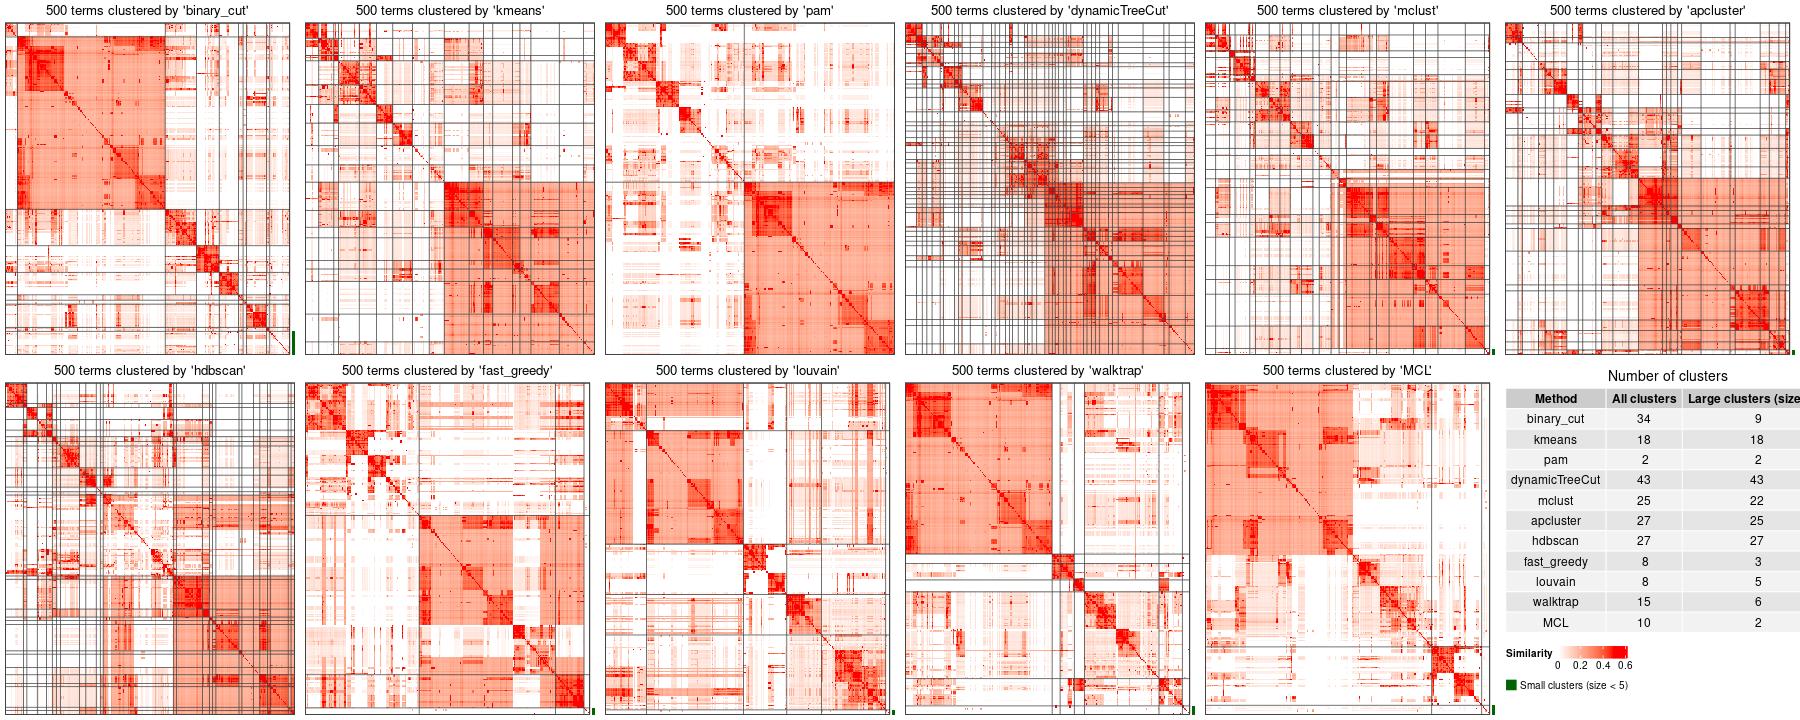 500 terms clustered by 'binary_cut'
500 terms clustered by 'kmeans'
500 terms clustered by 'pam'
500 terms clustered by 'dynamicTreeCut'
500 terms clustered by 'mclust'
500 terms clustered by 'apcluster'
500 terms clustered by 'hdbscan'
500 terms clustered by 'fast_greedy'
500 terms clustered by 'louvain'
500 terms clustered by 'walktrap'
500 terms clustered by 'MCL'
Number of clusters
Method All clusters Large clusters (size
binary_cut 34 9
kmeans 18 18
pam 2 2
dynamicTreeCut 43 43
mclust 25 22
apcluster 27 25
hdbscan 27 27
fast_greedy 8 3
louvain 8 5
walktrap 15 6
MCL 10 2
Similarity
0 0.2 0.4 0.6
Small clusters (size < 5)